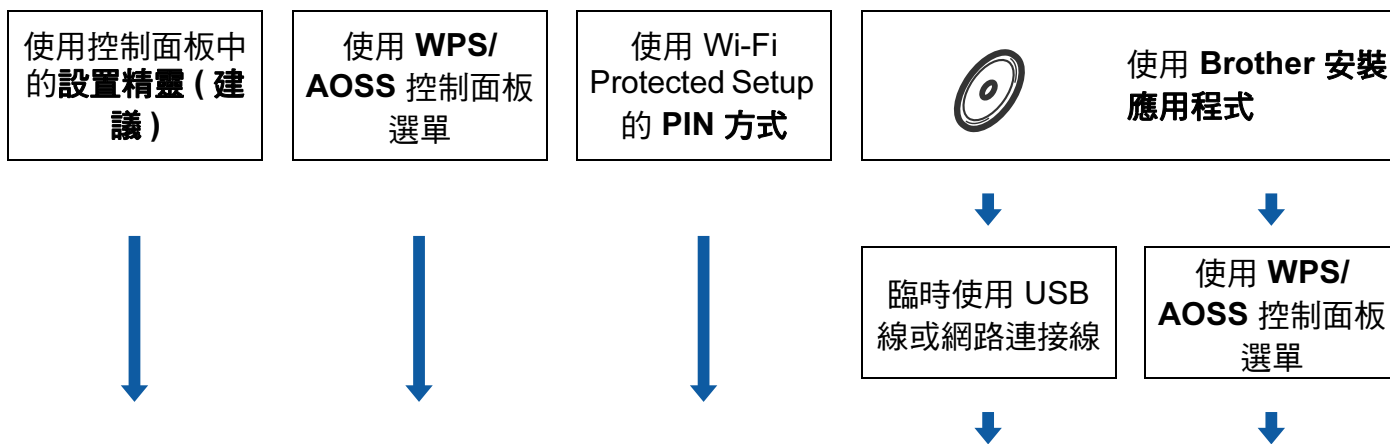 使用控制面板中
的設置精靈 ( 建
議 )
使用 WPS/
AOSS 控制面板
選單
使用 Wi-Fi
Protected Setup
的 PIN 方式
使用 Brother 安裝
應用程式
臨時使用 USB
線或網路連接線
使用 WPS/
AOSS 控制面板
選單